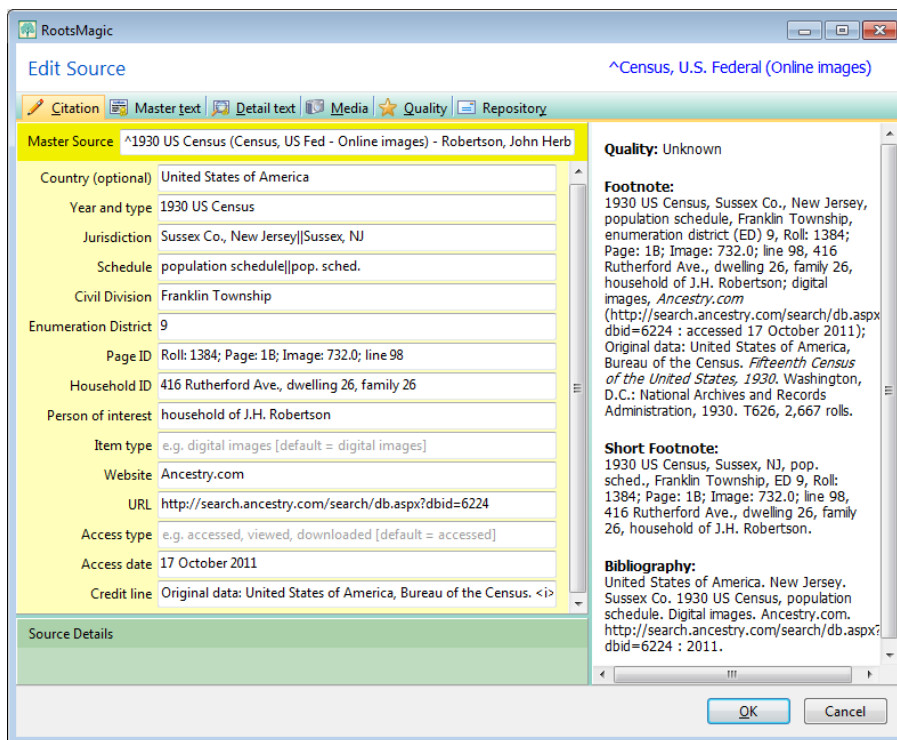 RootsMagic
Edit Source
^Census, U.S. Federal (Online images)
Citation
Master text
Detail text
Media
Quality
Repository
Master Source ^1930 US Census (Census, US Fed - Online images) - Robertson, John Herb
Country (optional) United States of America
Year and type 1930 US Census
Jurisdiction Sussex Co., New Jersey||Sussex, NJ
Schedule population schedule||pop. sched.
Civil Division Franklin Township
Enumeration District 9
Page ID Roll: 1384; Page: 1B; Image: 732.0; line 98
Household ID 416 Rutherford Ave., dwelling 26, family 26
Person of interest household of J.H. Robertson
Item type e.g. digital images [default = digital images]
Website Ancestry.com
URL http://search.ancestry.com/search/db.aspx?dbid=6224
Access type e.g. accessed, viewed, downloaded [default = accessed]
Access date 17 October 2011
Credit line Original data: United States of America, Bureau of the Census. <i>
Source Details
Quality: Unknown
Footnote:
1930 US Census, Sussex Co., New Jersey,
population schedule, Franklin Township,
enumeration district (ED) 9, Roll: 1384;
Page: 1B; Image: 732.0; line 98, 416
Rutherford Ave., dwelling 26, family 26,
household of J.H. Robertson; digital
images, Ancestry.com
(http://search.ancestry.com/search/db.aspx
dbid=6224 : accessed 17 October 2011);
Original data: United States of America,
Bureau of the Census. Fifteenth Census
of the United States, 1930. Washington,
D.C.: National Archives and Records
Administration, 1930. T626, 2,667 rolls.
Short Footnote:
1930 US Census, Sussex, NJ, pop.
sched., Franklin Township, ED 9, Roll:
1384; Page: 1B; Image: 732.0; line 98,
416 Rutherford Ave., dwelling 26, family
26, household of J.H. Robertson.
Bibliography:
United States of America. New Jersey.
Sussex Co. 1930 US Census, population
schedule. Digital images. Ancestry.com.
http://search.ancestry.com/search/db.aspx?
dbid=6224 : 2011.
OK
Cancel